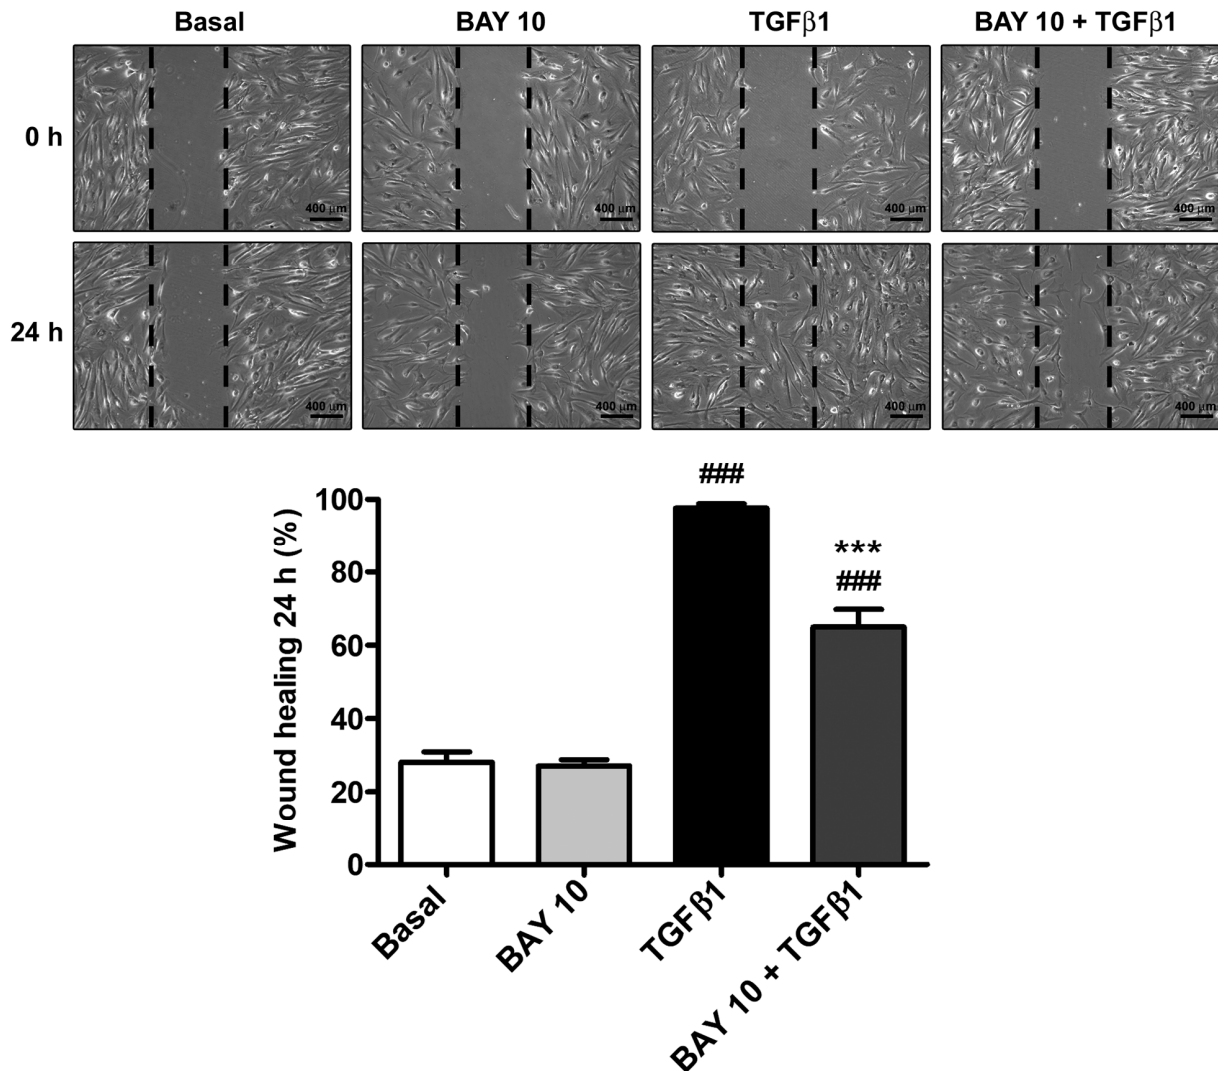 Basal BAY 10 TGFβ1 BAY 10 + TGFβ1
0 h
400 μm 400 μm 400 μm 400 μm
24 h
400 μm 400 μm 400 μm 400 μm
Wound healing 24 h (%)
###
100
***
80
###
60
40
20
0
Basal BAY 10 TGFβ1 BAY 10 + TGFβ1